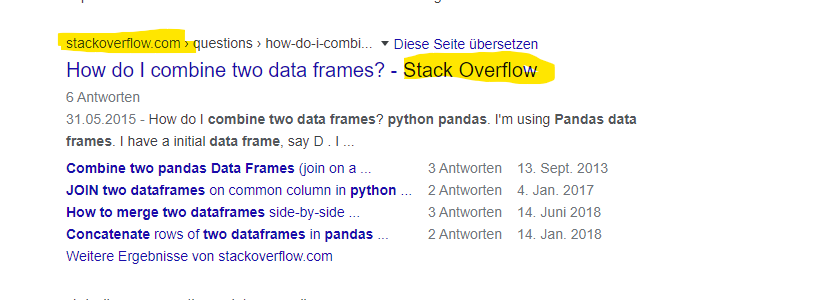 stackoverflow.com › questions › how-do-i-combi... ▾ Diese Seite übersetzen
How do I combine two data frames? - Stack Overflow
6 Antworten
31.05.2015 - How do I combine two data frames? python pandas. I'm using Pandas data
frames. I have a initial data frame, say D . I ...
Combine two pandas Data Frames (join on a ... 3 Antworten 13. Sept. 2013
JOIN two dataframes on common column in python ... 2 Antworten 4. Jan. 2017
How to merge two dataframes side-by-side ... 3 Antworten 14. Juni 2018
Concatenate rows of two dataframes in pandas ... 2 Antworten 14. Jan. 2018
Weitere Ergebnisse von stackoverflow.com